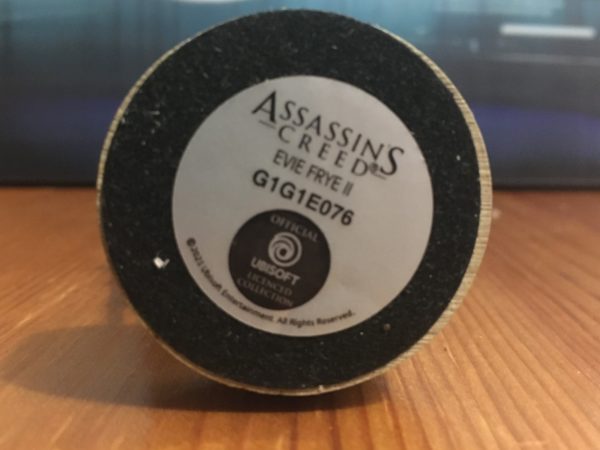 ASSASSIN'S
CREED®
EVIE FRYE II
G1G1E076
OFFICIAL
UBISOFT
LICENCED
COLLECTION
©2021 Ubisoft Entertainment. All Rights Reserved.